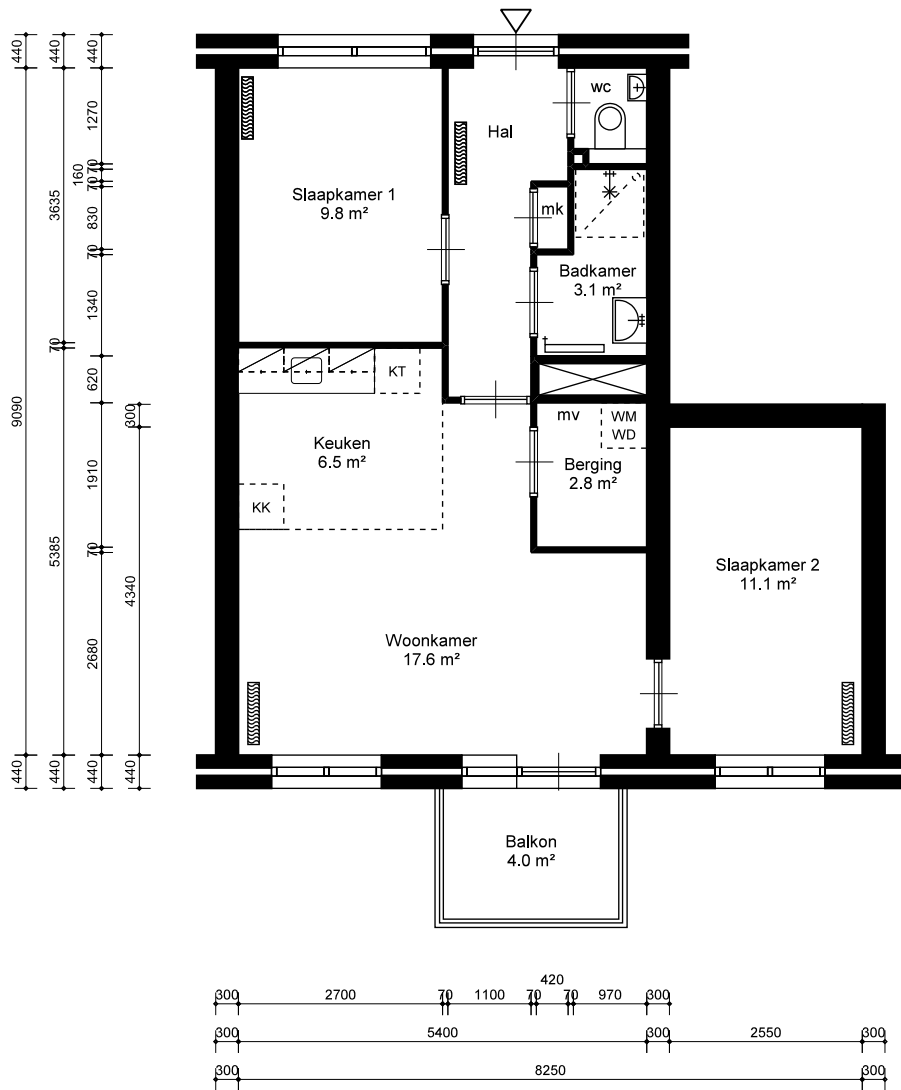 wc
Hal
Slaapkamer 1
9.8 m²
mk
Badkamer
3.1 m²
KT
Keuken
6.5 m²
mv
WM
WD
Berging
2.8 m²
KK
Slaapkamer 2
11.1 m²
Woonkamer
17.6 m²
Balkon
4.0 m²
440
9090
440
440
3635
70
5385
440
440
1270
70
160
70
830
70
1340
620
1910
70
2680
440
300
4340
440
420
300 2700 70 1100 70 70 970 300
300 5400 300 2550 300
300 8250 300